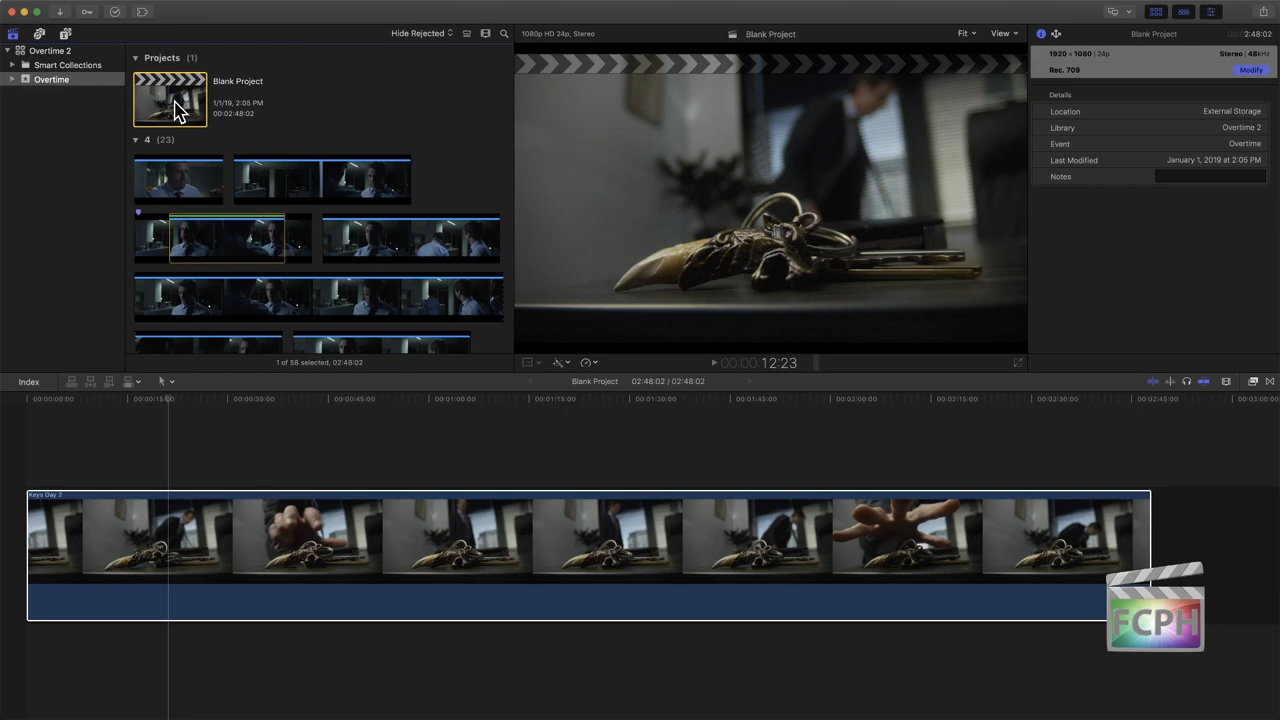 Hide Rejected
1080p HD 24p, Stereo
Blank Project
Fit
View
Blank Project
2:48:02
Overtime 2
Smart Collections
Overtime
Projects (1)
Blank Project
1/1/19, 2:05 PM
00:02:48:02
4 (23)
1 of 58 selected, 02:48:02
1920 × 1080 | 24p
Stereo | 48kHz
Rec. 709
Modify
Details
Location External Storage
Library Overtime 2
Event Overtime
Last Modified January 1, 2019 at 2:05 PM
Notes
00:00:12:23
Index
Blank Project 02:48:02 / 02:48:02
00:00:00:00
00:00:15:00
00:00:30:00
00:00:45:00
00:01:00:00
00:01:15:00
00:01:30:00
00:01:45:00
00:02:00:00
00:02:15:00
00:02:30:00
00:02:45:00
00:03:00:00
Keys Day 2
FCPH